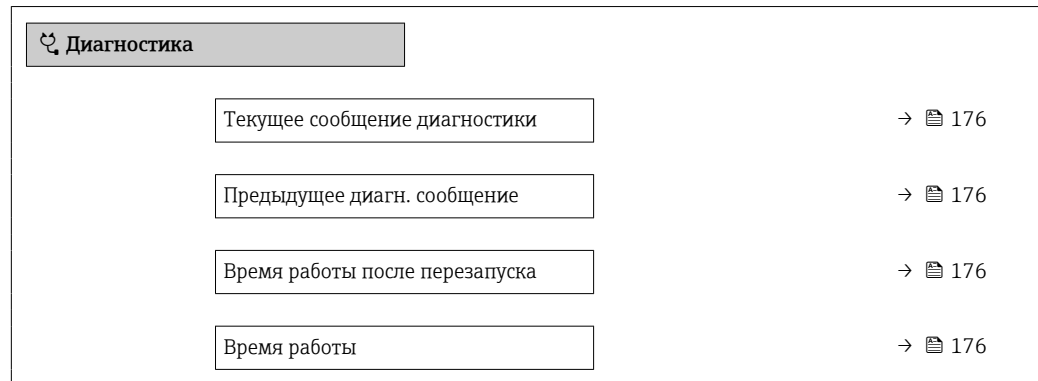 Диагностика
Текущее сообщение диагностики → 176
Предыдущее диагн. сообщение → 176
Время работы после перезапуска → 176
Время работы → 176